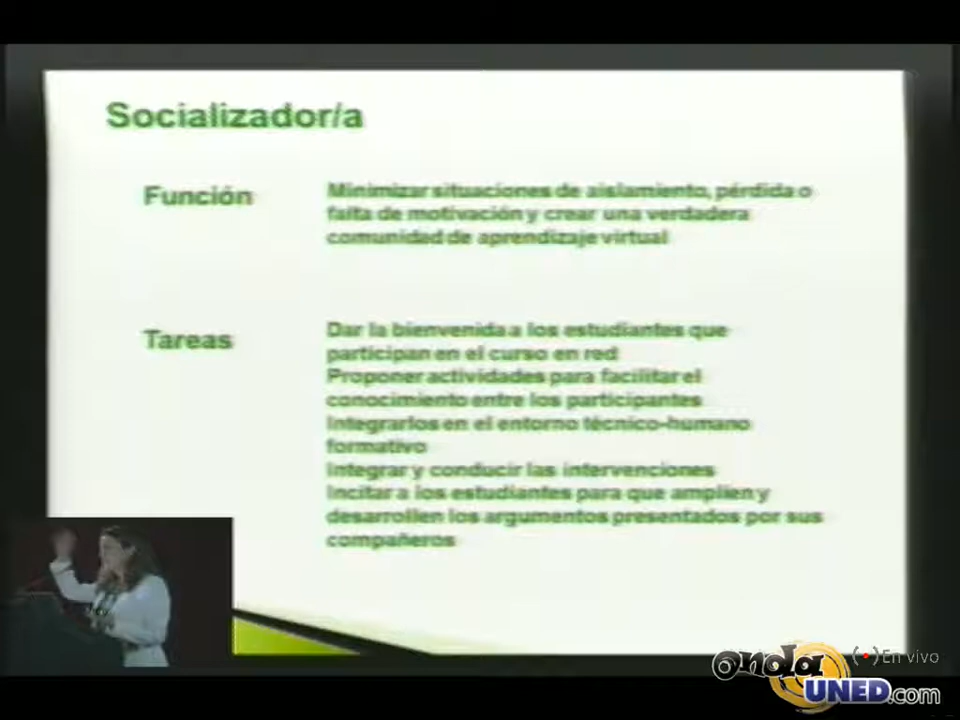 Socializador/a
Función
Minimizar situaciones de aislamiento, pérdida o
falta de motivación y crear una verdadera
comunidad de aprendizaje virtual
Tareas
Dar la bienvenida a los estudiantes que
participan en el curso en red
Proponer actividades para facilitar el
conocimiento entre los participantes
Integrarlos en el entorno técnico-humano
formativo
Integrar y conducir las intervenciones
Incitar a los estudiantes para que amplien y
desarrollen los argumentos presentados por sus
compañeros
(•)En vivo
onda
UNED.com